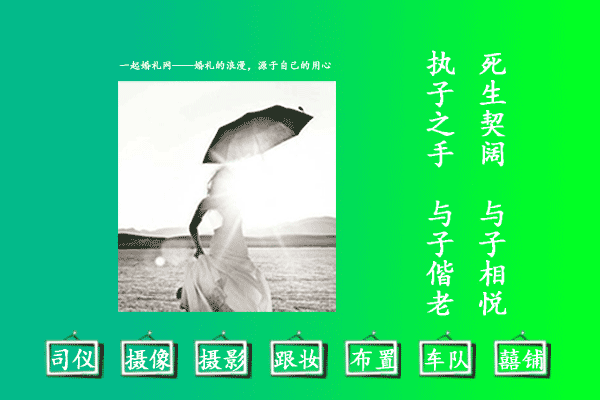 一起婚礼网——婚礼的浪漫，源于自己的用心
死生契阔 与子相悦
执子之手 与子偕老
司仪
摄像
摄影
跟妆
布置
车队
囍铺